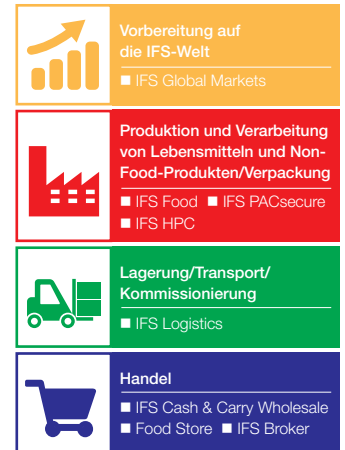 Vorbereitung auf
die IFS-Welt
■ IFS Global Markets
Produktion und Verarbeitung
von Lebensmitteln und Non-
Food-Produkten/Verpackung
■ IFS Food ■ IFS PACsecure
■ IFS HPC
Lagerung/Transport/
Kommissionierung
■ IFS Logistics
Handel
■ IFS Cash & Carry Wholesale
■ Food Store ■ IFS Broker